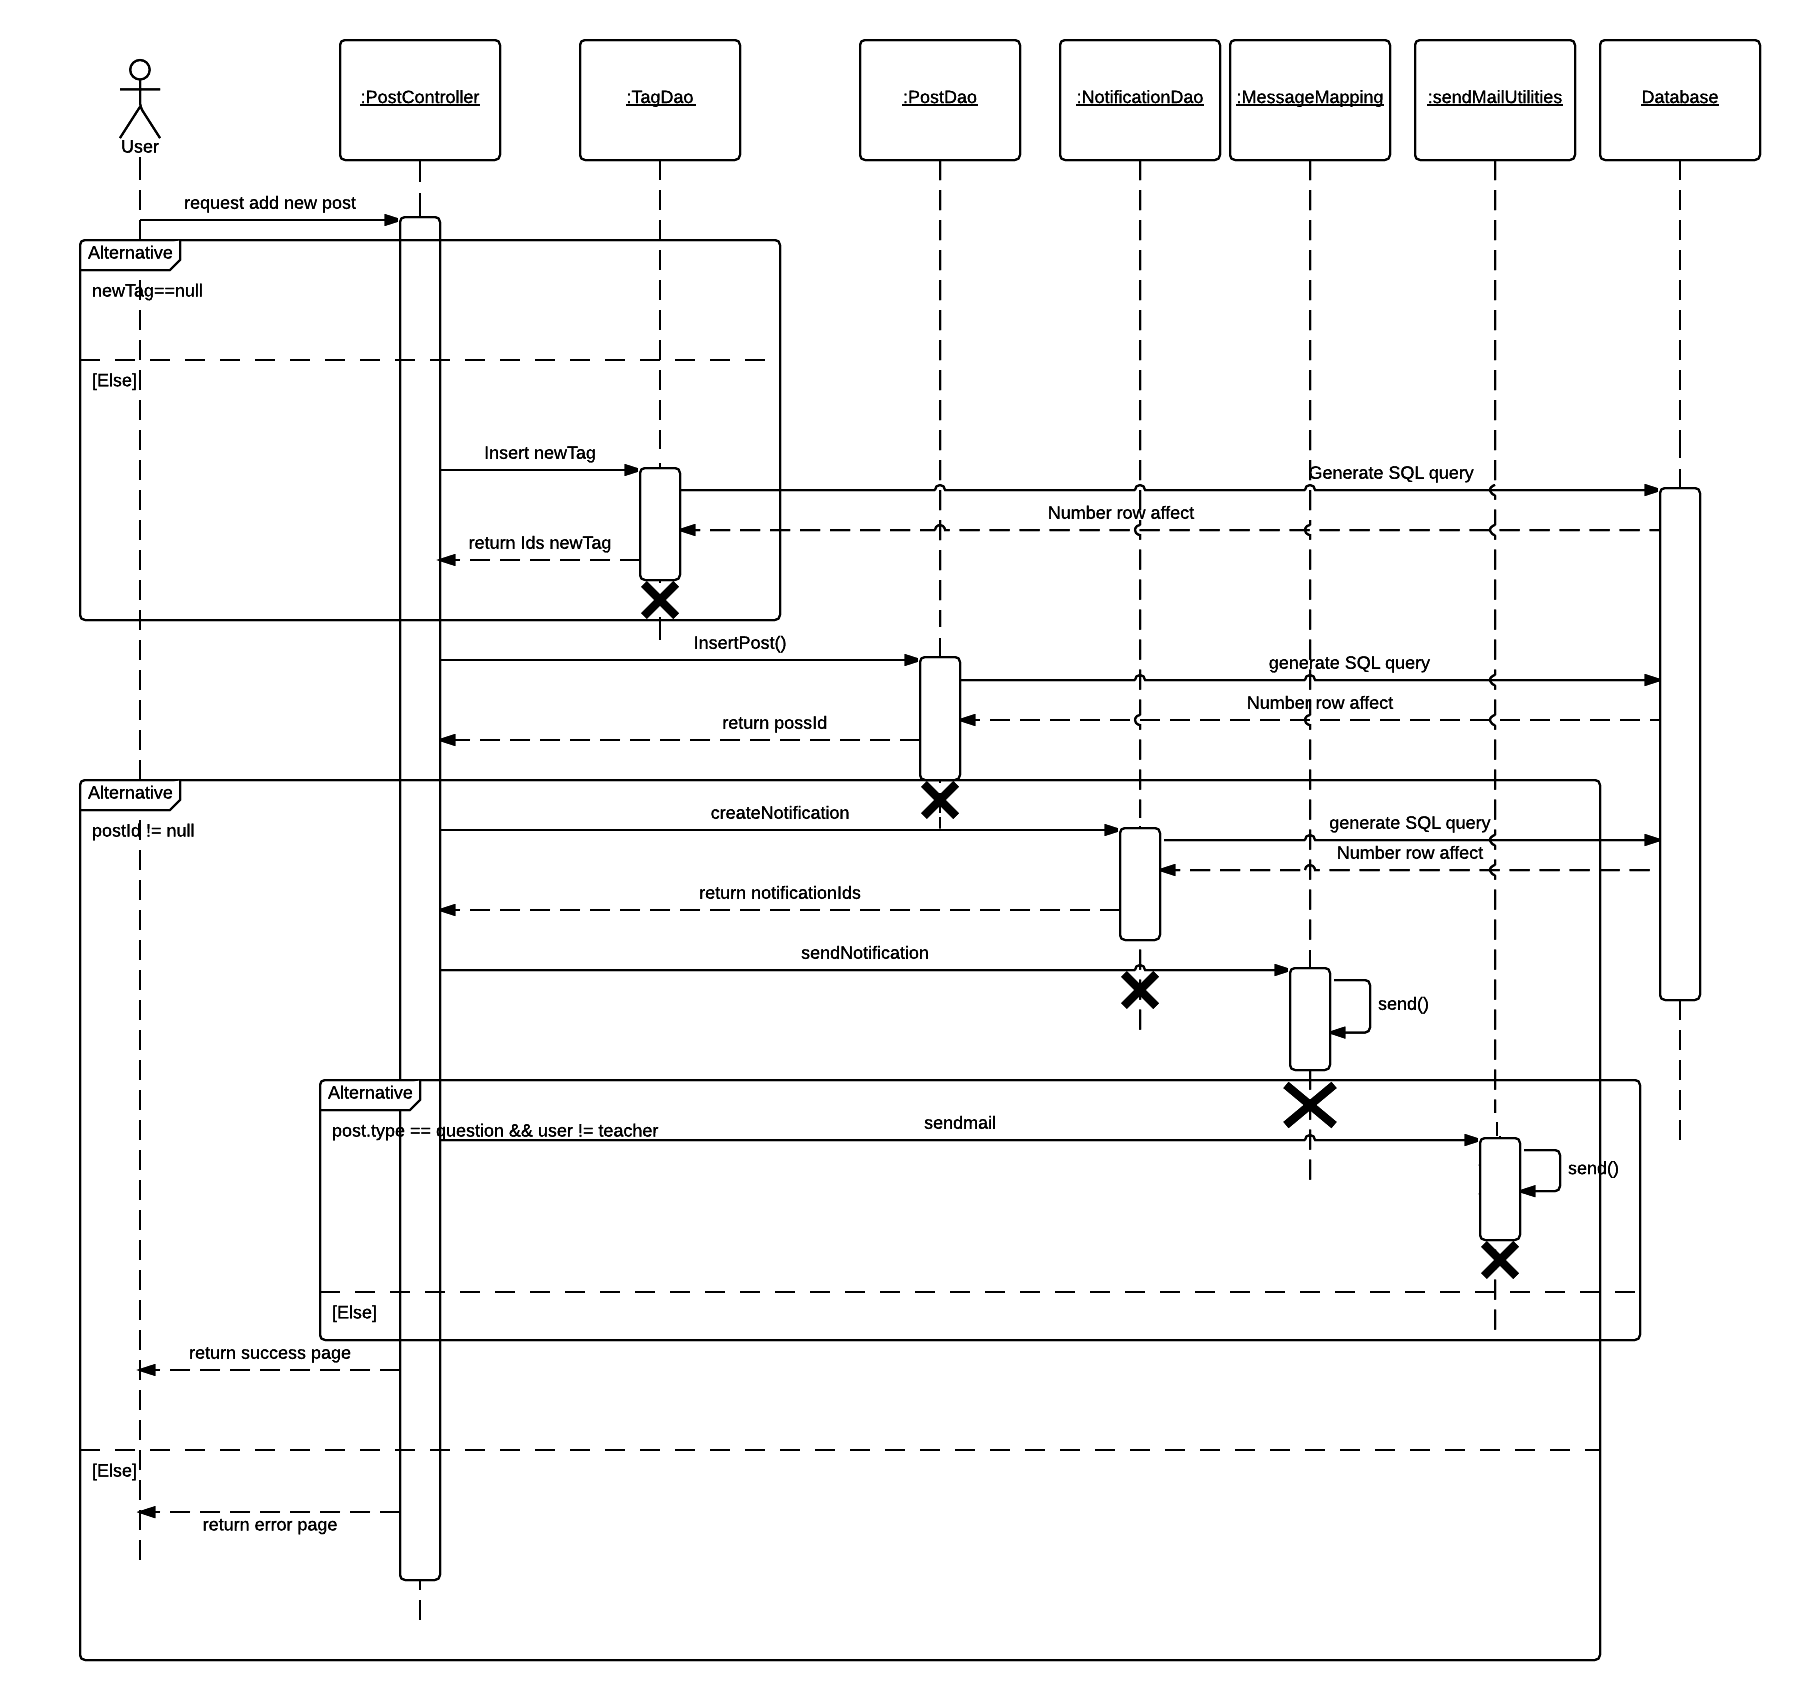 :PostController
:TagDao
:PostDao
:NotificationDao
:MessageMapping
:sendMailUtilities
Database
User
request add new post
Alternative
newTag==null
[Else]
Insert newTag
Generate SQL query
Number row affect
return Ids newTag
InsertPost()
generate SQL query
Number row affect
return possId
Alternative
createNotification
postId != null
generate SQL query
Number row affect
return notificationIds
sendNotification
send()
Alternative
post.type == question && user != teacher
sendmail
send()
[Else]
return success page
[Else]
return error page